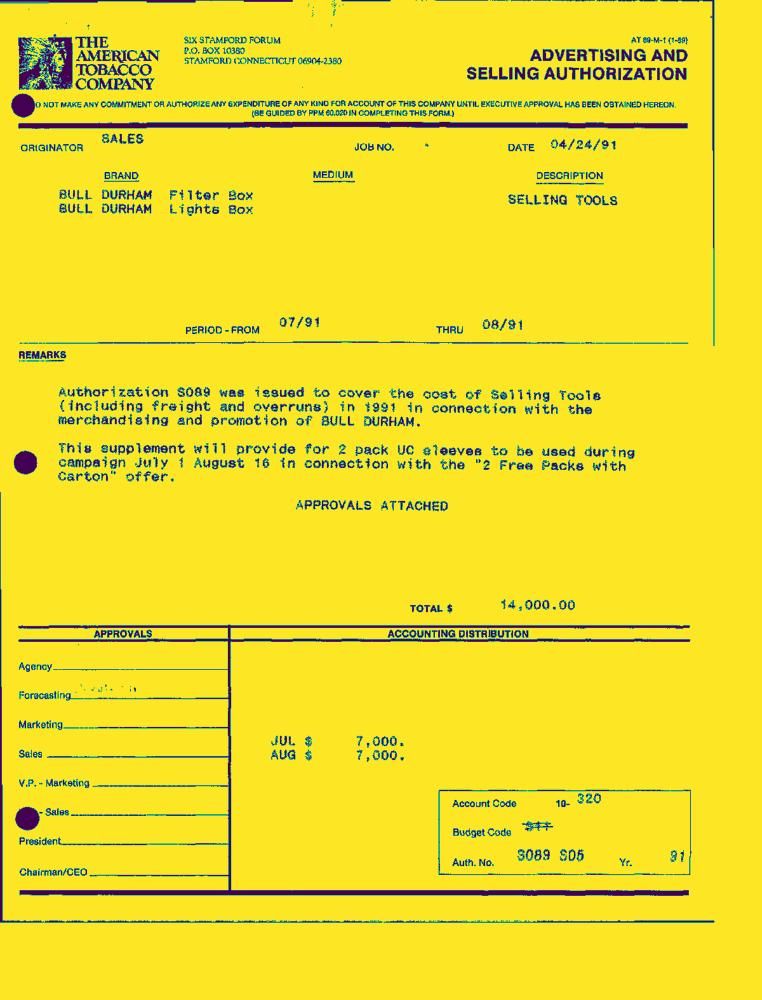 THE
AMERICAN
TOBACCO
COMPANY
SIX STAMFORD FORUM
P.O. BOX 10380
STAMFORD CONNECTICUT 06904-2380
AT 69-M-1 (1-89)
ADVERTISING AND
SELLING AUTHORIZATION
O NOT MAKE ANY COMMITMENT OR AUTHORIZE ANY EXPENDITURE OF ANY KIND FOR ACCOUNT OF THIS COMPANY UNTIL EXECUTIVE APPROVAL HAS BEEN OBTAINED HEREON.
(BE GUIDED BY PPM 60.020 IN COMPLETING THIS FORM.)
ORIGINATOR SALES JOB NO. DATE 04/24/91
BRAND MEDIUM DESCRIPTION
BULL DURHAM Filter Box
BULL DURHAM Lights Box
SELLING TOOLS
PERIOD - FROM 07/91 THRU 08/91
REMARKS
Authorization S089 was issued to cover the cost of Selling Tools
(including freight and overruns) in 1991 in connection with the
merchandising and promotion of BULL DURHAM.
This supplement will provide for 2 pack UC sleeves to be used during
campaign July 1 August 16 in connection with the "2 Free Packs with
Carton" offer.
APPROVALS ATTACHED
TOTAL $ 14,000.00
APPROVALS ACCOUNTING DISTRIBUTION
Agency
Forecasting
Marketing
JUL $ 7,000.
Sales
AUG $ 7,000.
V.P. - Marketing
Account Code 10- 320
- Sales
Budget Code
President
Auth. No. S089 S05 Yr. 91
Chairman/CEO